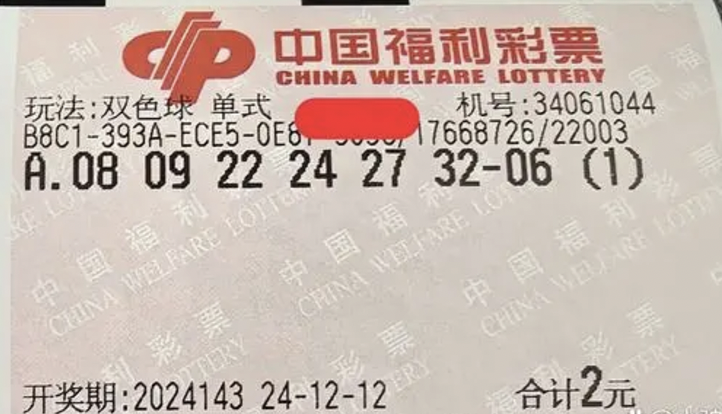 中国福利彩票
CHINA WELFARE LOTTERY
玩法:双色球 单式 机号:34061044
B8C1-393A-ECE5-0E8 /17668726/22003
A.08 09 22 24 27 32-06 (1)
中国福利彩票
CHINA WELFARE LOTTERY
中国福利彩票
CHINA WELFARE LOTTERY
开奖期:2024143 24-12-12 合计2元